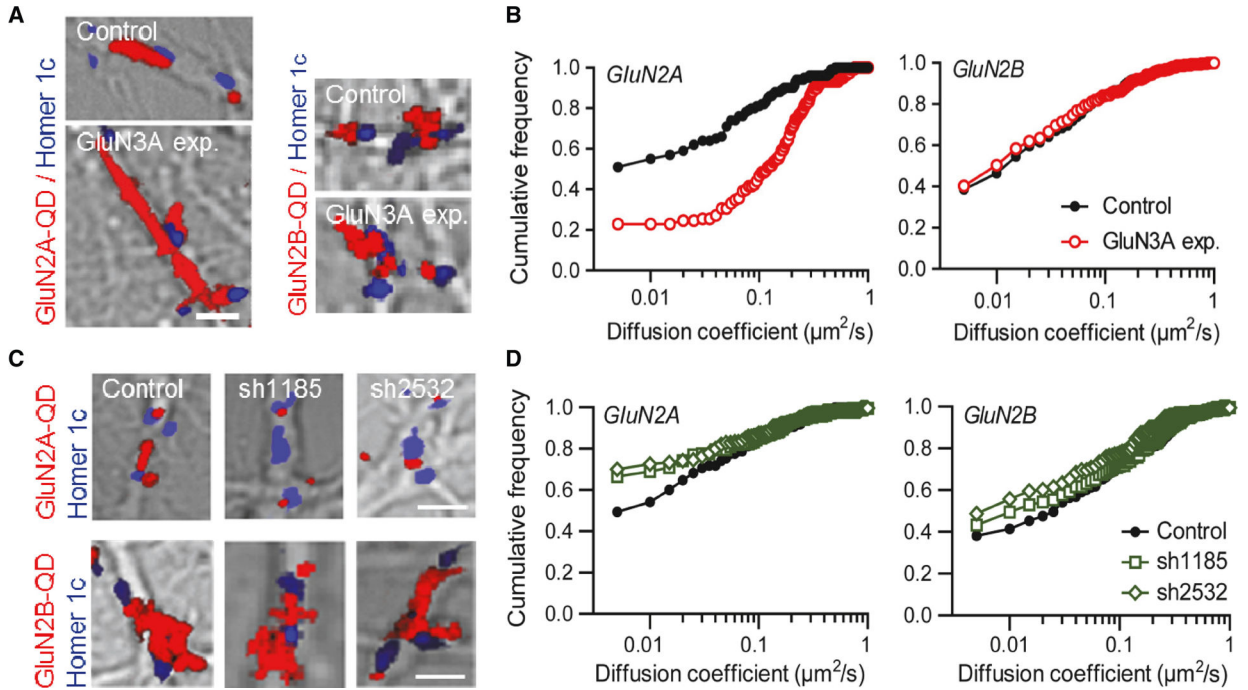 A
GluN2A-QD / Homer 1c
Control
GluN3A exp.
GluN2B-QD / Homer 1c
Control
GluN3A exp.
B
Cumulative frequency
GluN2A
1.0
0.8
0.6
0.4
0.2
0.0
0.01
0.1
1
Diffusion coefficient (µm²/s)
GluN2B
1.0
0.8
0.6
0.4
0.2
0.0
Control
GluN3A exp.
0.01
0.1
1
Diffusion coefficient (µm²/s)
C
GluN2A-QD
Homer 1c
Control
sh1185
sh2532
GluN2B-QD
Homer 1c
D
Cumulative frequency
GluN2A
1.0
0.8
0.6
0.4
0.2
0.0
0.01
0.1
1
Diffusion coefficient (µm²/s)
GluN2B
1.0
0.8
0.6
0.4
0.2
0.0
Control
sh1185
sh2532
0.01
0.1
1
Diffusion coefficient (µm²/s)